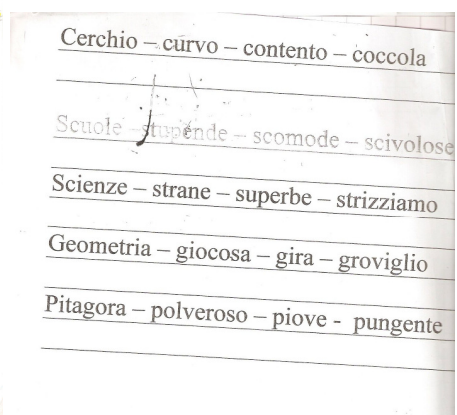 Cerchio – curvo – contento – coccola
Scuole – stupende – scomode – scivolose
Scienze – strane – superbe – strizziamo
Geometria – giocosa – gira – groviglio
Pitagora – polveroso – piove - pungente